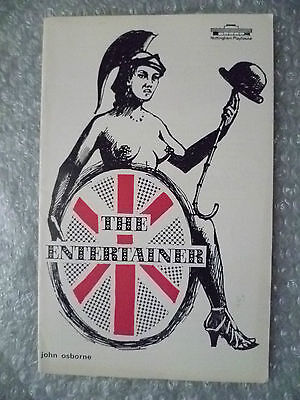 Nottingham Playhouse
THE
ENTERTAINER
john osborne